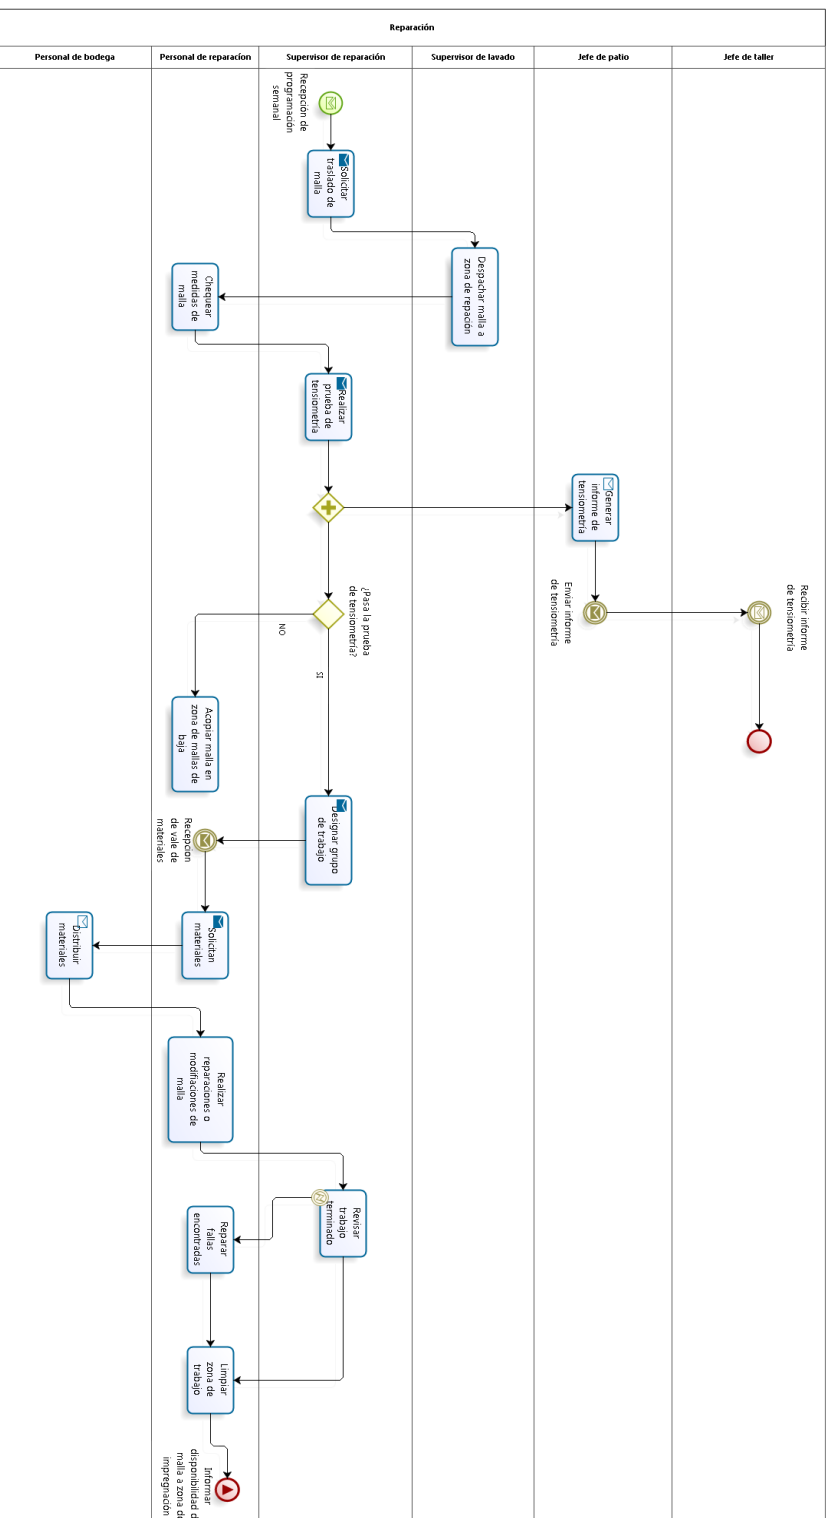 Reparación
Personal de bodega
Personal de reparacíon
Supervisor de reparación
Supervisor de lavado
Jefe de patio
Jefe de taller
Recepción de
programación
semanal
Solicitar
traslado de
malla
Despachar malla a
zona de repación
Chequear
medidas de
malla
Realizar
prueba de
tensiometría
Generar
informe de
tensiometría
Enviar informe
de tensiometría
Recibir informe
de tensiometría
¿Pasa la prueba
de tensiometría?
NO
SI
Acopiar malla en
zona de mallas de
baja
Designar grupo
de trabajo
Recepcion
de vale de
materiales
Solicitan
materiales
Distribuir
materiales
Realizar
reparaciones o
modifiaciones de
malla
Revisar
trabajo
terminado
Reparar
fallas
encontradas
Limpiar
zona de
trabajo
Informar
disponibilidad d
malla a zona de
impregnación